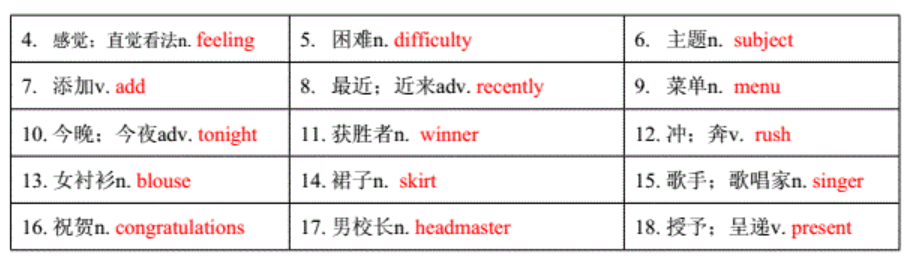 4. 感觉；直觉看法n. feeling 5. 困难n. difficulty 6. 主题n. subject
7. 添加v. add 8. 最近；近来adv. recently 9. 菜单n. menu
10. 今晚；今夜adv. tonight 11. 获胜者n. winner 12. 冲；奔v. rush
13. 女衬衫n. blouse 14. 裙子n. skirt 15. 歌手；歌唱家n. singer
16. 祝贺n. congratulations 17. 男校长n. headmaster 18. 授予；呈递v. present